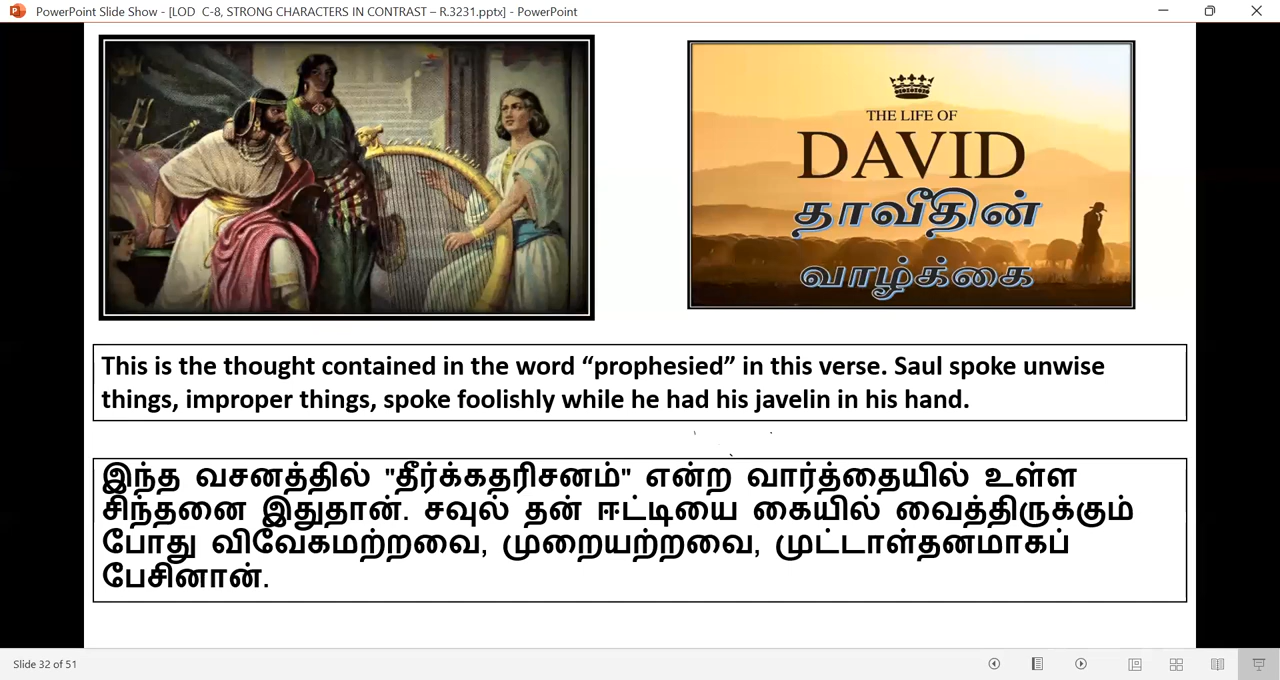 PowerPoint Slide Show - [LOD  C-8, STRONG CHARACTERS IN CONTRAST – R.3231.pptx] - PowerPoint
THE LIFE OF
DAVID
தாவீதின்
வாழ்க்கை
This is the thought contained in the word “prophesied” in this verse. Saul spoke unwise
things, improper things, spoke foolishly while he had his javelin in his hand.
இந்த வசனத்தில் "தீர்க்கதரிசனம்" என்ற வார்த்தையில் உள்ள
சிந்தனை இதுதான். சவுல் தன் ஈட்டியை கையில் வைத்திருக்கும்
போது விவேகமற்றவை, முறையற்றவை, முட்டாள்தனமாகப்
பேசினான்.
Slide 32 of 51